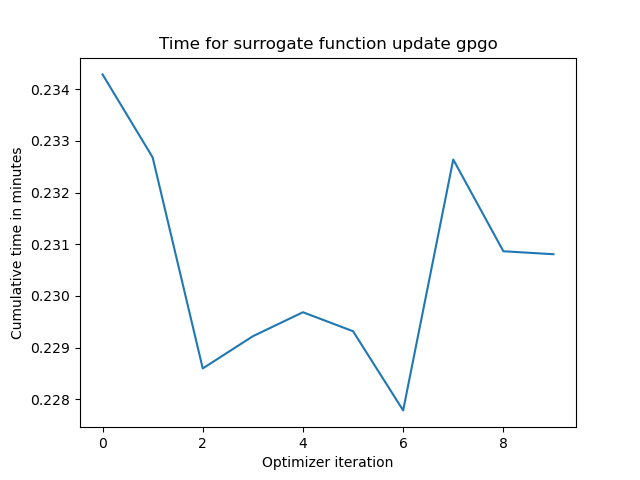 Time for surrogate function update gpgo
0.234
0.233
0.232
0.231
0.230
0.229
0.228
Cumulative time in minutes
0 2 4 6 8
Optimizer iteration